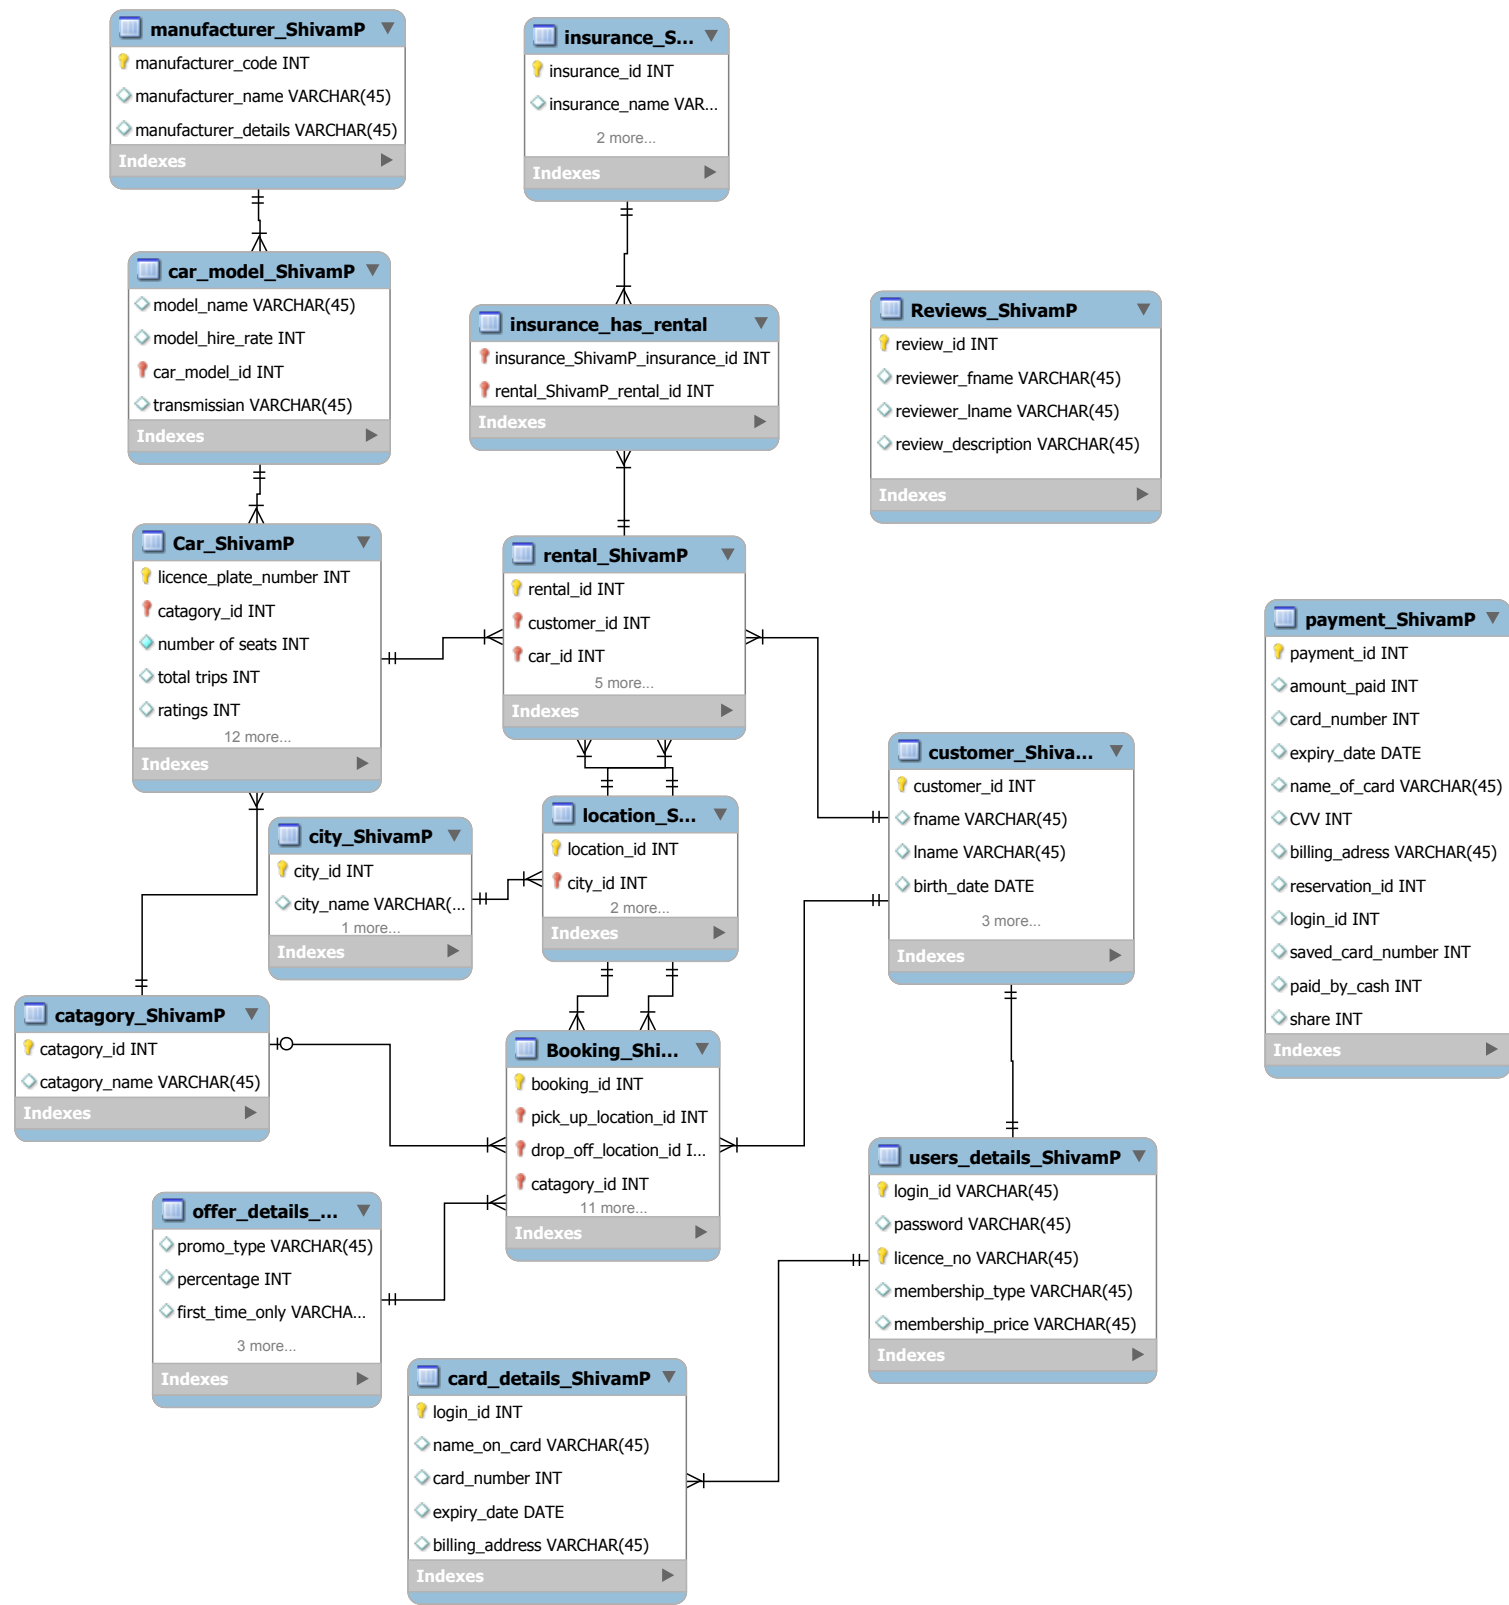 manufacturer_ShivamP
manufacturer_code INT
manufacturer_name VARCHAR(45)
manufacturer_details VARCHAR(45)
Indexes
insurance_S...
insurance_id INT
insurance_name VAR...
2 more...
Indexes
car_model_ShivamP
model_name VARCHAR(45)
model_hire_rate INT
car_model_id INT
transmissian VARCHAR(45)
Indexes
insurance_has_rental
insurance_ShivamP_insurance_id INT
rental_ShivamP_rental_id INT
Indexes
Reviews_ShivamP
review_id INT
reviewer_fname VARCHAR(45)
reviewer_lname VARCHAR(45)
review_description VARCHAR(45)
Indexes
Car_ShivamP
licence_plate_number INT
catagory_id INT
number of seats INT
total trips INT
ratings INT
12 more...
Indexes
rental_ShivamP
rental_id INT
customer_id INT
car_id INT
5 more...
Indexes
payment_ShivamP
payment_id INT
amount_paid INT
card_number INT
expiry_date DATE
name_of_card VARCHAR(45)
CVV INT
billing_adress VARCHAR(45)
reservation_id INT
login_id INT
saved_card_number INT
paid_by_cash INT
share INT
Indexes
customer_Shiva...
customer_id INT
fname VARCHAR(45)
lname VARCHAR(45)
birth_date DATE
3 more...
Indexes
city_ShivamP
city_id INT
city_name VARCHAR(...
1 more...
Indexes
location_S...
location_id INT
city_id INT
2 more...
Indexes
catagory_ShivamP
catagory_id INT
catagory_name VARCHAR(45)
Indexes
Booking_Shi...
booking_id INT
pick_up_location_id INT
drop_off_location_id I...
catagory_id INT
11 more...
Indexes
users_details_ShivamP
login_id VARCHAR(45)
password VARCHAR(45)
licence_no VARCHAR(45)
membership_type VARCHAR(45)
membership_price VARCHAR(45)
Indexes
offer_details_...
promo_type VARCHAR(45)
percentage INT
first_time_only VARCHA...
3 more...
Indexes
card_details_ShivamP
login_id INT
name_on_card VARCHAR(45)
card_number INT
expiry_date DATE
billing_address VARCHAR(45)
Indexes